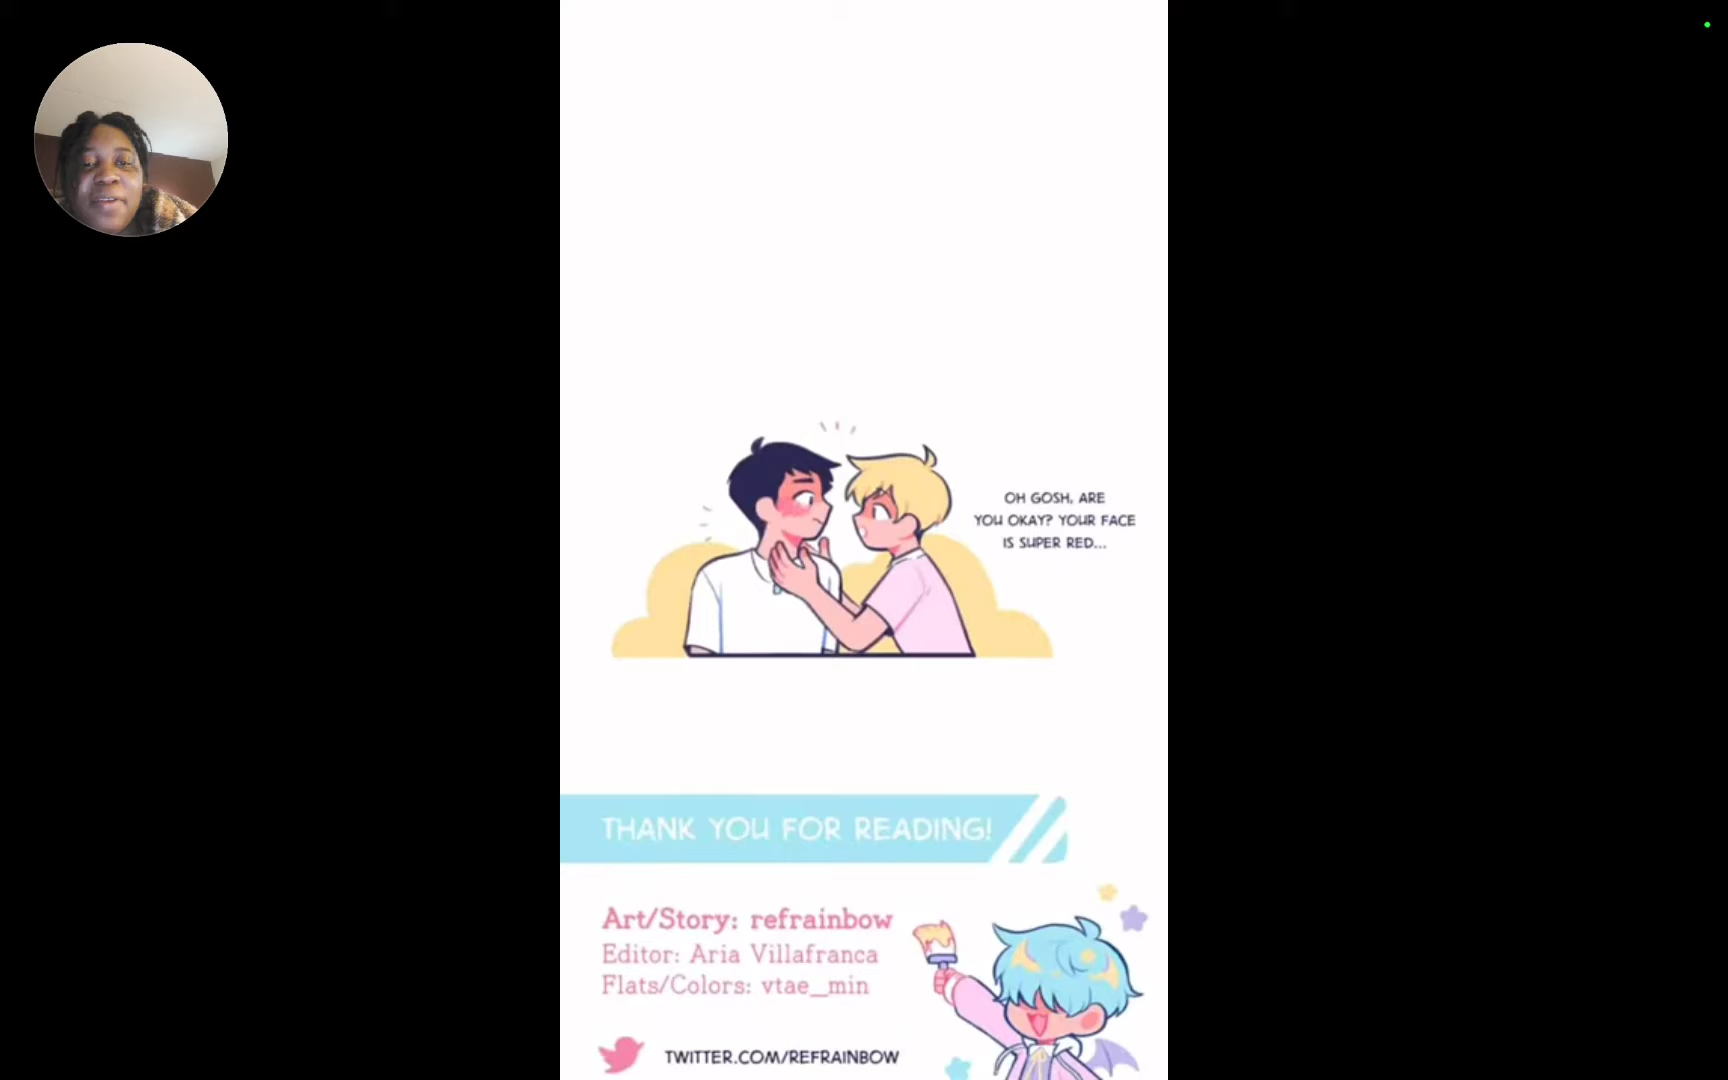 OH GOSH, ARE
YOU OKAY? YOUR FACE
IS SUPER RED...
THANK YOU FOR READING!
Art/Story: refrainbow
Editor: Aria Villafranca
Flats/Colors: vtae_min
TWITTER.COM/REFRAINBOW